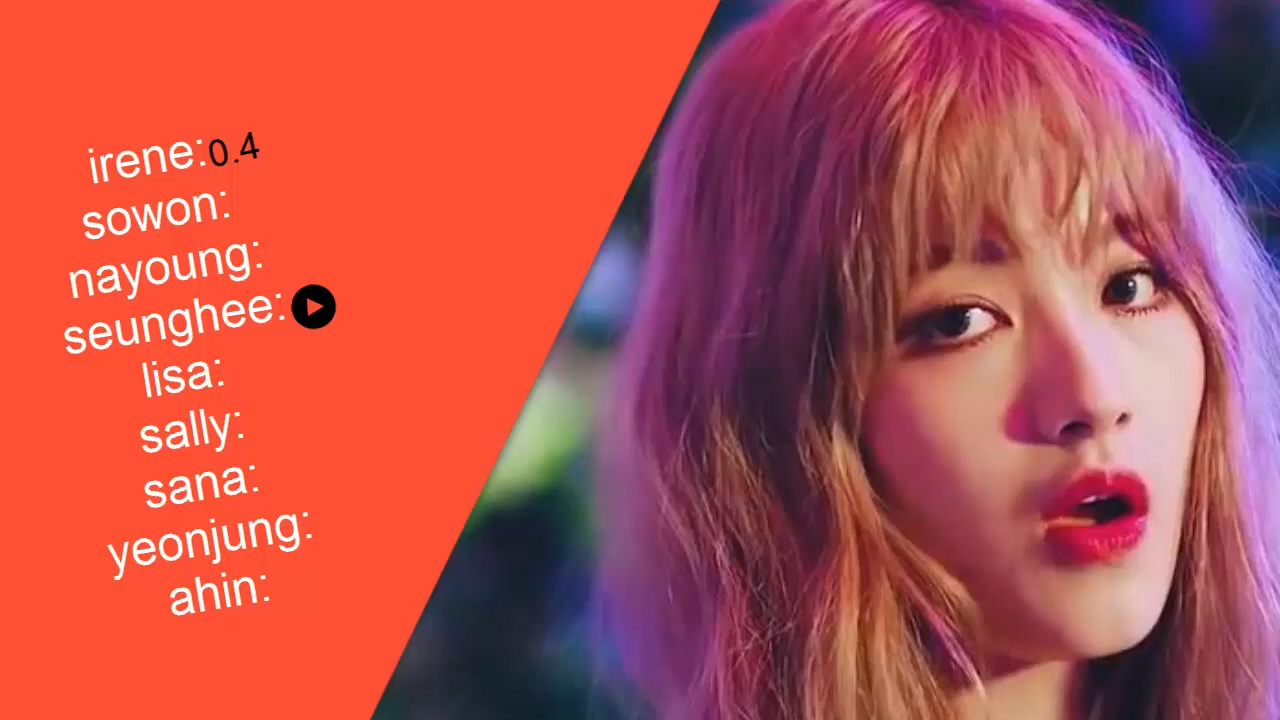 irene:0.4
sowon:
nayoung:
seunghee:
lisa:
sally:
sana:
yeonjung:
ahin: